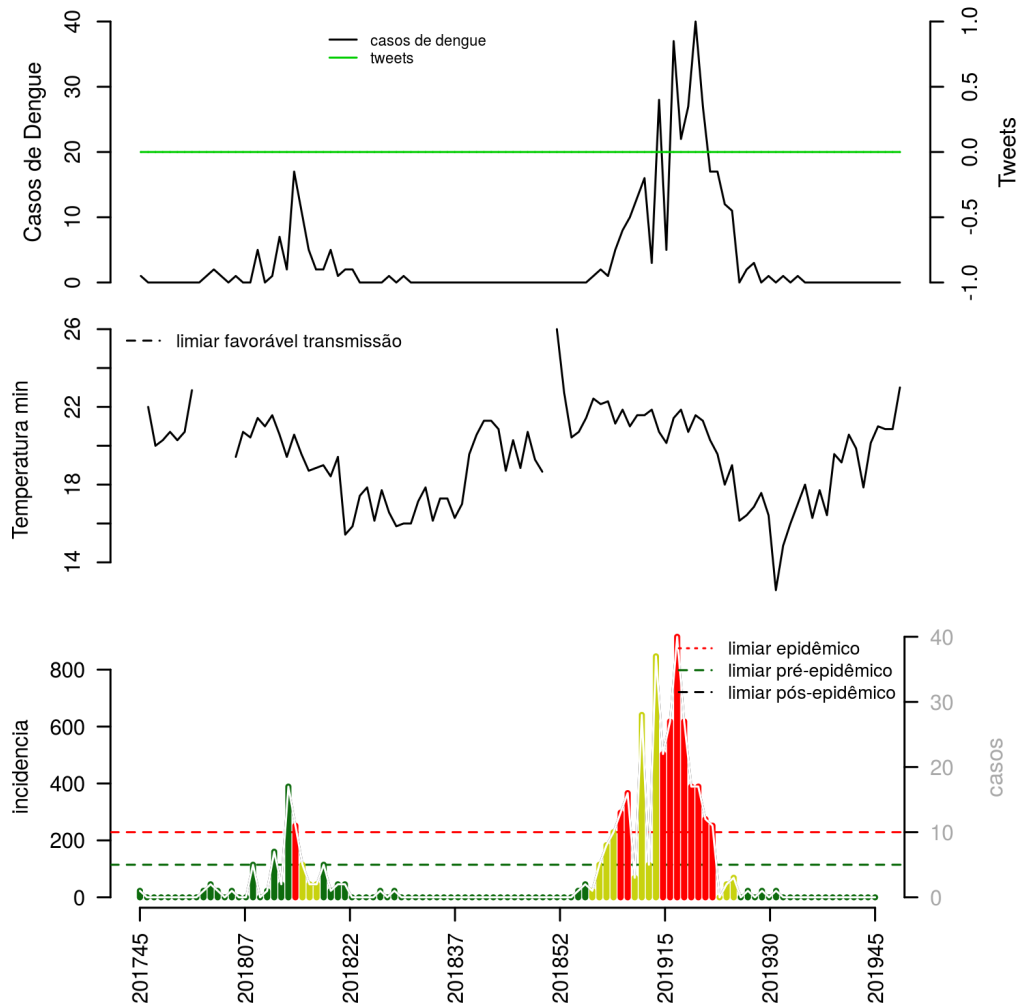 casos de dengue
tweets
Casos de Dengue
0
10
20
30
40
Tweets
-1.0
-0.5
0.0
0.5
1.0
limiar favorável transmissão
Temperatura min
14
18
22
26
limiar epidêmico
limiar pré-epidêmico
limiar pós-epidêmico
incidencia
0
200
400
600
800
casos
0
10
20
30
40
201745
201807
201822
201837
201852
201915
201930
201945